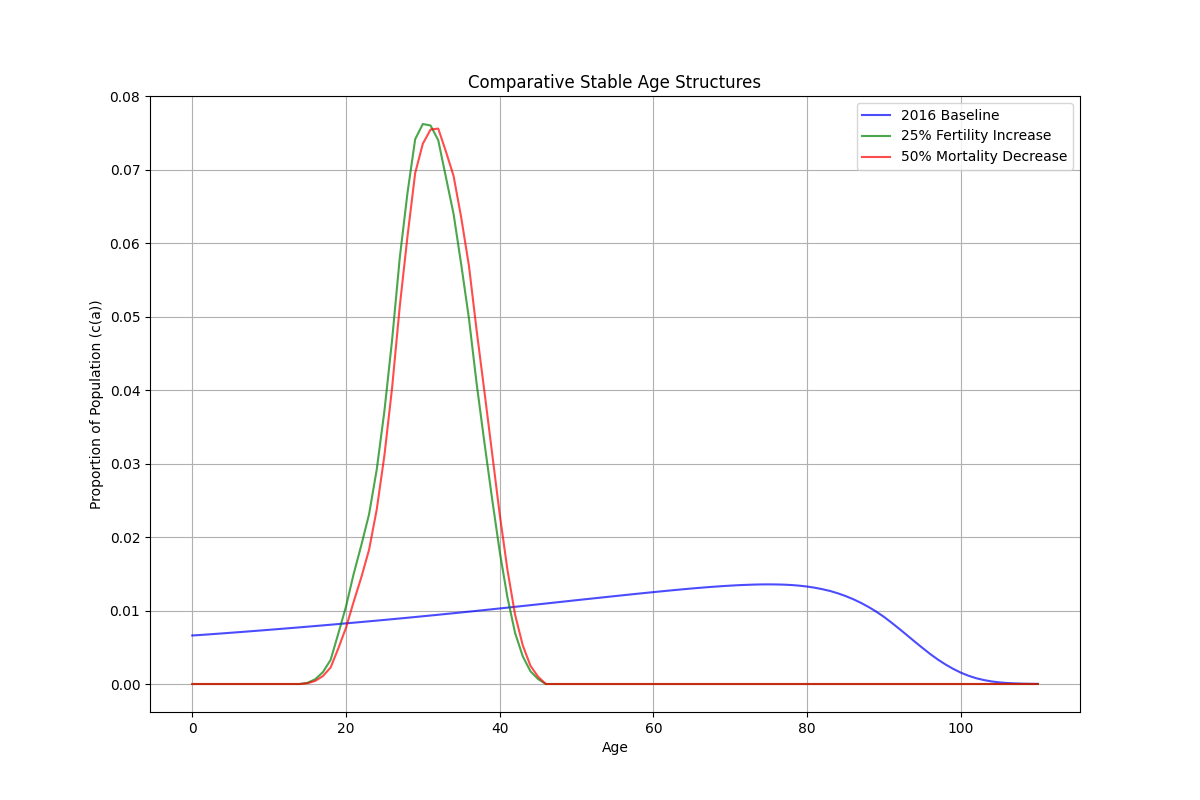 Comparative Stable Age Structures
0.08
0.07
0.06
0.05
0.04
0.03
0.02
0.01
0.00
Proportion of Population (c(a))
2016 Baseline
25% Fertility Increase
50% Mortality Decrease
0 20 40 60 80 100
Age